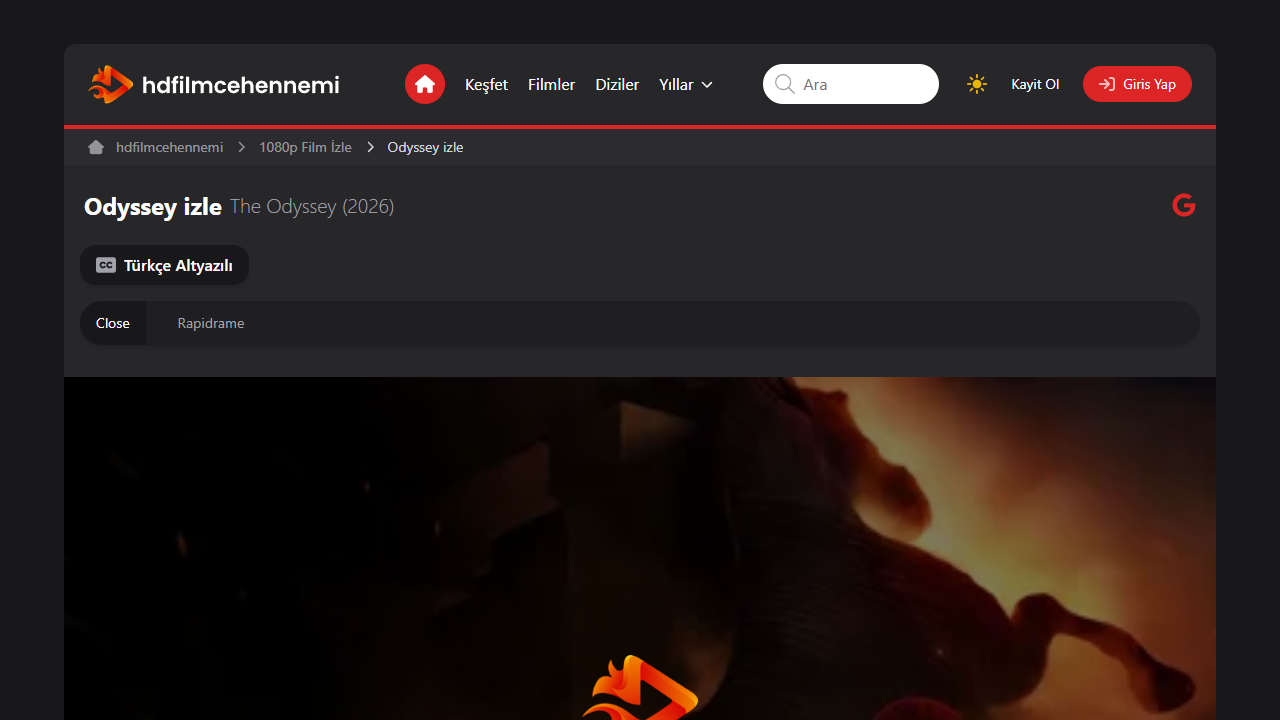 hdfilmcehennemi
Keşfet
Filmler
Diziler
Yıllar
Ara
Kayit Ol
Giris Yap
hdfilmcehennemi
1080p Film İzle
Odyssey izle
Odyssey izle The Odyssey (2026)
CC Türkçe Altyazılı
Close
Rapidrame